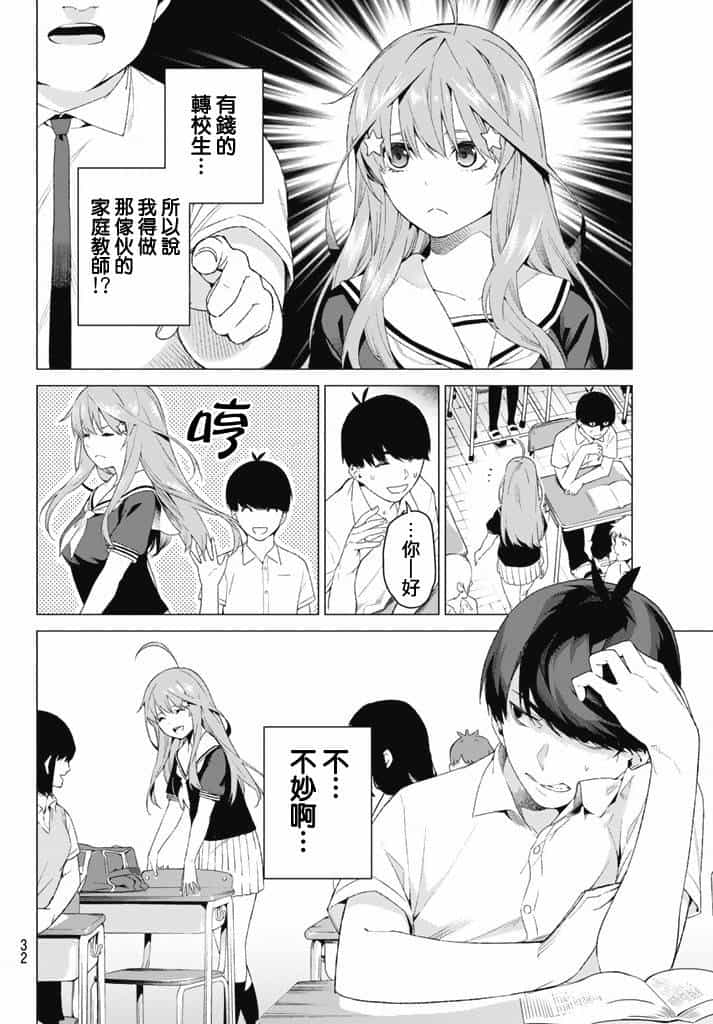 有錢的
轉校生…
所以說
我得做
那傢伙的
家庭教師!?
…你—好
哼
不…
不妙啊…
32